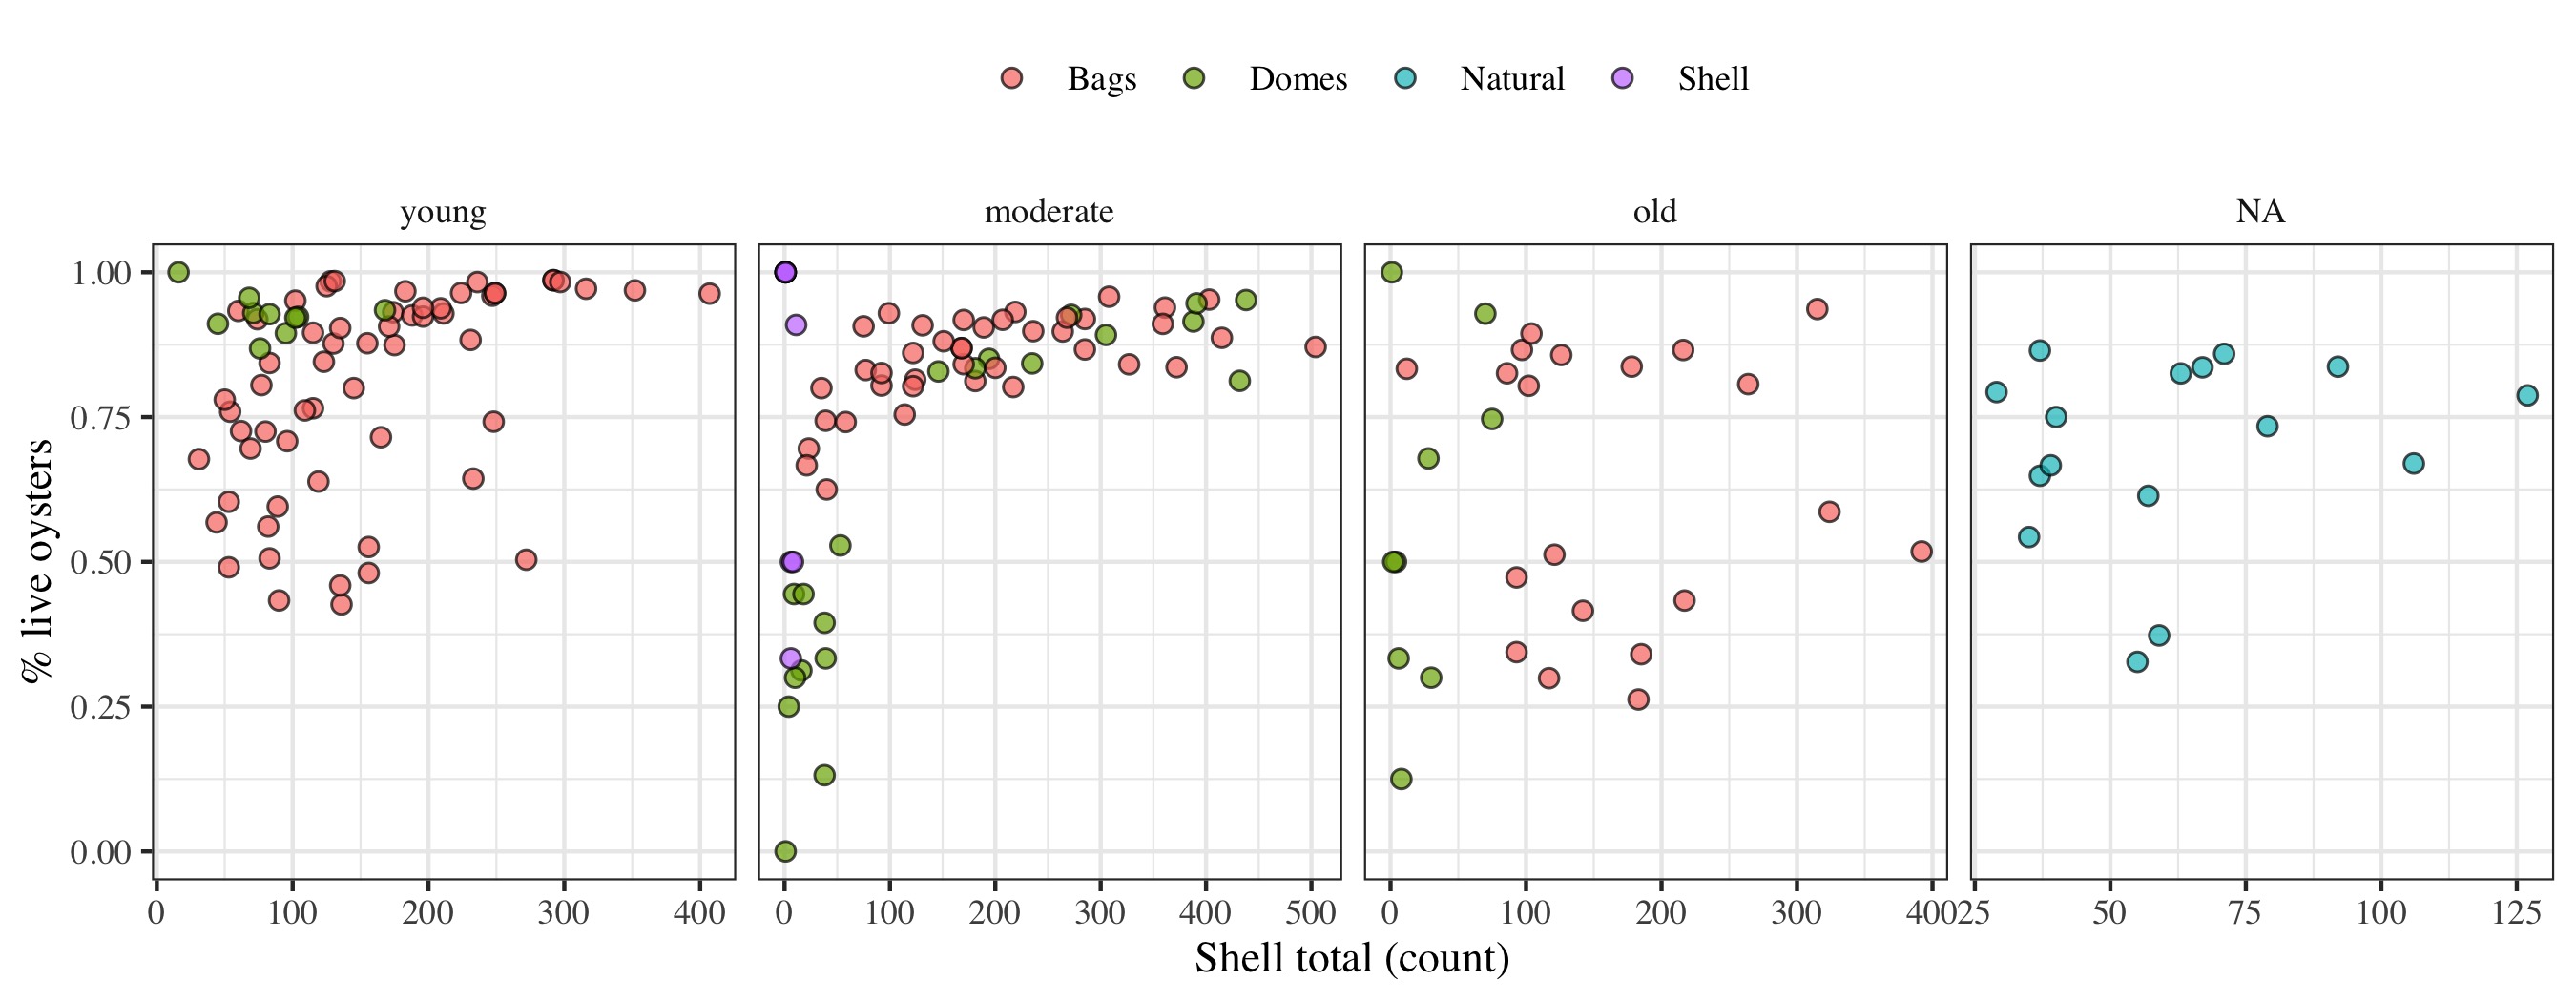 Bags Domes Natural Shell
young moderate old NA
1.00
0.75
0.50
0.25
0.00
% live oysters
0 100 200 300 400 0 100 200 300 400 500 0 100 200 300 400 25 50 75 100 125
Shell total (count)